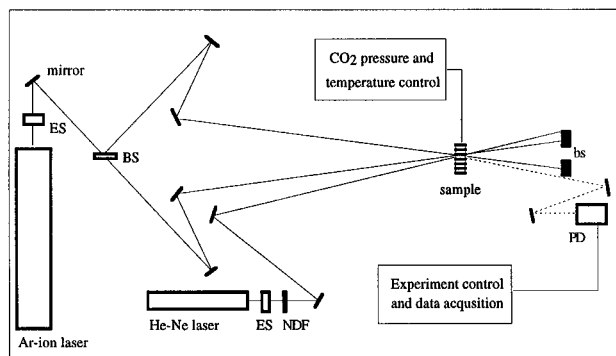 CO2 pressure and
temperature control
mirror
ES
BS
bs
sample
PD
Experiment control
and data acqusition
He-Ne laser
ES
NDF
Ar-ion laser